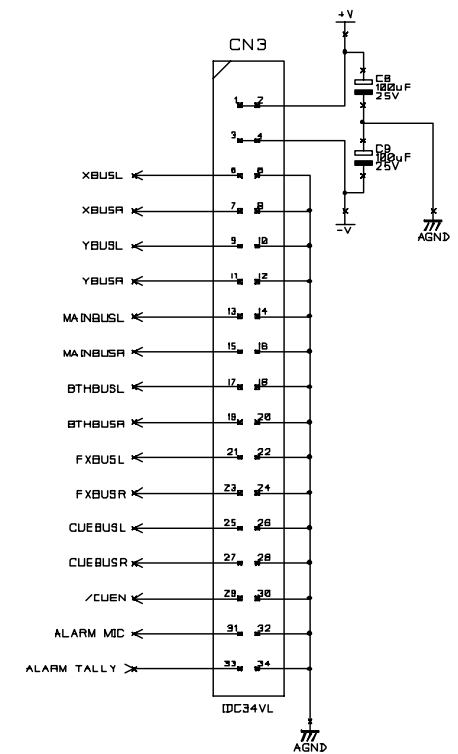 +V
CN3
C8
100uF
25V
1 2
C9
100uF
25V
3 4
XBUSL 5 6
XBUSR 7 8
-V
AGND
YBUSL 9 10
YBUSR 11 12
MAINBUSL 13 14
MAINBUSR 15 16
BTHBUSL 17 18
BTHBUSR 19 20
FXBUSL 21 22
FXBUSR 23 24
CUEBUSL 25 26
CUEBUSR 27 28
/CUEN 29 30
ALARM MIC 31 32
ALARM TALLY 33 34
IDC34VL
AGND